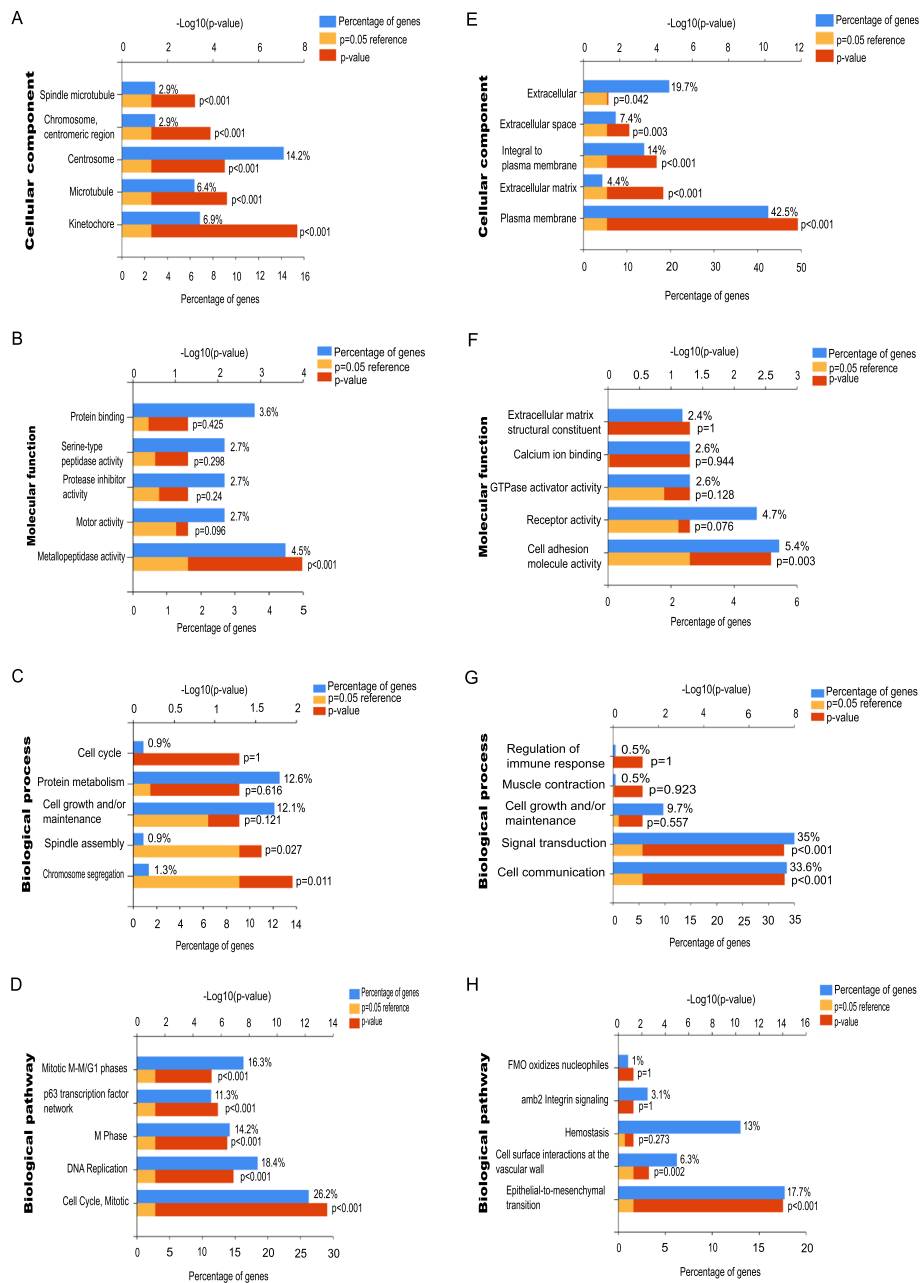 A
-Log10(p-value)
0 1 2 3 4 5 6 7 8
Percentage of genes
p=0.05 reference
p-value
Cellular component
Spindle microtubule
2.9%
p<0.001
Chromosome,
centromeric region
2.9%
p<0.001
Centrosome
14.2%
p<0.001
Microtubule
6.4%
p<0.001
Kinetochore
6.9%
p<0.001
0 2 4 6 8 10 12 14 16
Percentage of genes
E
-Log10(p-value)
0 1 2 3 4 5 6 7 8 9 10 11 12
Percentage of genes
p=0.05 reference
p-value
Cellular component
Extracellular
19.7%
p=0.042
Extracellular space
7.4%
p=0.003
Integral to
plasma membrane
14%
p<0.001
Extracellular matrix
4.4%
p<0.001
Plasma membrane
42.5%
p<0.001
0 10 20 30 40 50
Percentage of genes
B
-Log10(p-value)
0 1 2 3 4
Percentage of genes
p=0.05 reference
p-value
Molecular function
Protein binding
3.6%
p=0.425
Serine-type
peptidase activity
2.7%
p=0.298
Protease inhibitor
activity
2.7%
p=0.24
Motor activity
2.7%
p=0.096
Metallopeptidase activity
4.5%
p<0.001
0 1 2 3 4 5
Percentage of genes
F
-Log10(p-value)
0 0.5 1 1.5 2 2.5 3
Percentage of genes
p=0.05 reference
p-value
Molecular function
Extracellular matrix
structural constituent
2.4%
p=1
Calcium ion binding
2.6%
p=0.944
GTPase activator activity
2.6%
p=0.128
Receptor activity
4.7%
p=0.076
Cell adhesion
molecule activity
5.4%
p=0.003
0 2 4 6
Percentage of genes
C
-Log10(p-value)
0 0.5 1 1.5 2
Percentage of genes
p=0.05 reference
p-value
Biological process
Cell cycle
0.9%
p=1
Protein metabolism
12.6%
p=0.616
Cell growth and/or
maintenance
12.1%
p=0.121
Spindle assembly
0.9%
p=0.027
Chromosome segregation
1.3%
p=0.011
0 2 4 6 8 10 12 14
Percentage of genes
G
-Log10(p-value)
0 2 4 6 8
Percentage of genes
p=0.05 reference
p-value
Biological process
Regulation of
immune response
0.5%
p=1
Muscle contraction
0.5%
p=0.923
Cell growth and/or
maintenance
9.7%
p=0.557
Signal transduction
35%
p<0.001
Cell communication
33.6%
p<0.001
0 5 10 15 20 25 30 35
Percentage of genes
D
-Log10(p-value)
0 2 4 6 8 10 12 14
Percentage of genes
p=0.05 reference
p-value
Biological pathway
Mitotic M-M/G1 phases
16.3%
p<0.001
p63 transcription factor
network
11.3%
p<0.001
M Phase
14.2%
p<0.001
DNA Replication
18.4%
p<0.001
Cell Cycle, Mitotic
26.2%
p<0.001
0 5 10 15 20 25 30
Percentage of genes
H
-Log10(p-value)
0 2 4 6 8 10 12 14 16
Percentage of genes
p=0.05 reference
p-value
Biological pathway
FMO oxidizes nucleophiles
1%
p=1
amb2 Integrin signaling
3.1%
p=1
Hemostasis
13%
p=0.273
Cell surface interactions at the
vascular wall
6.3%
p=0.002
Epithelial-to-mesenchymal
transition
17.7%
p<0.001
0 5 10 15 20
Percentage of genes